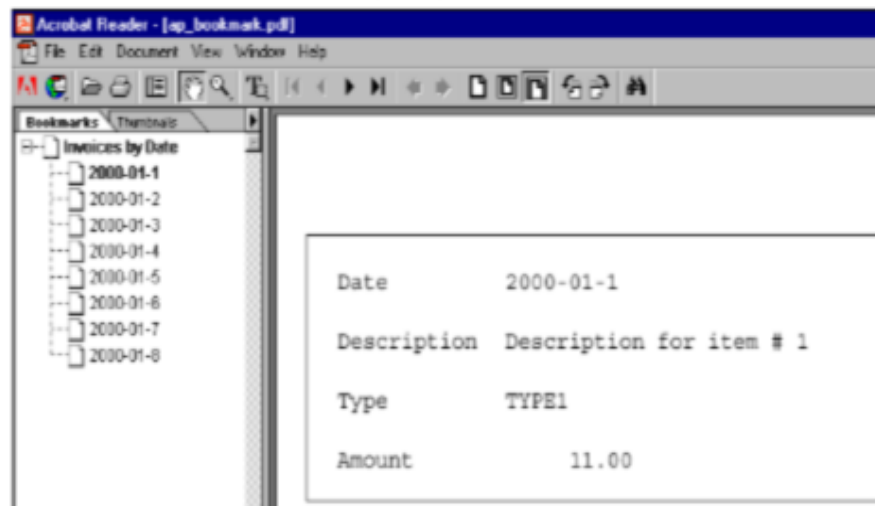 Acrobat Reader - [ap_bookmark.pdf]
File Edit Document View Window Help
Bookmarks Thumbnails
Invoices by Date
2000-01-1
2000-01-2
2000-01-3
2000-01-4
2000-01-5
2000-01-6
2000-01-7
2000-01-8
Date 2000-01-1
Description Description for item # 1
Type TYPE1
Amount 11.00